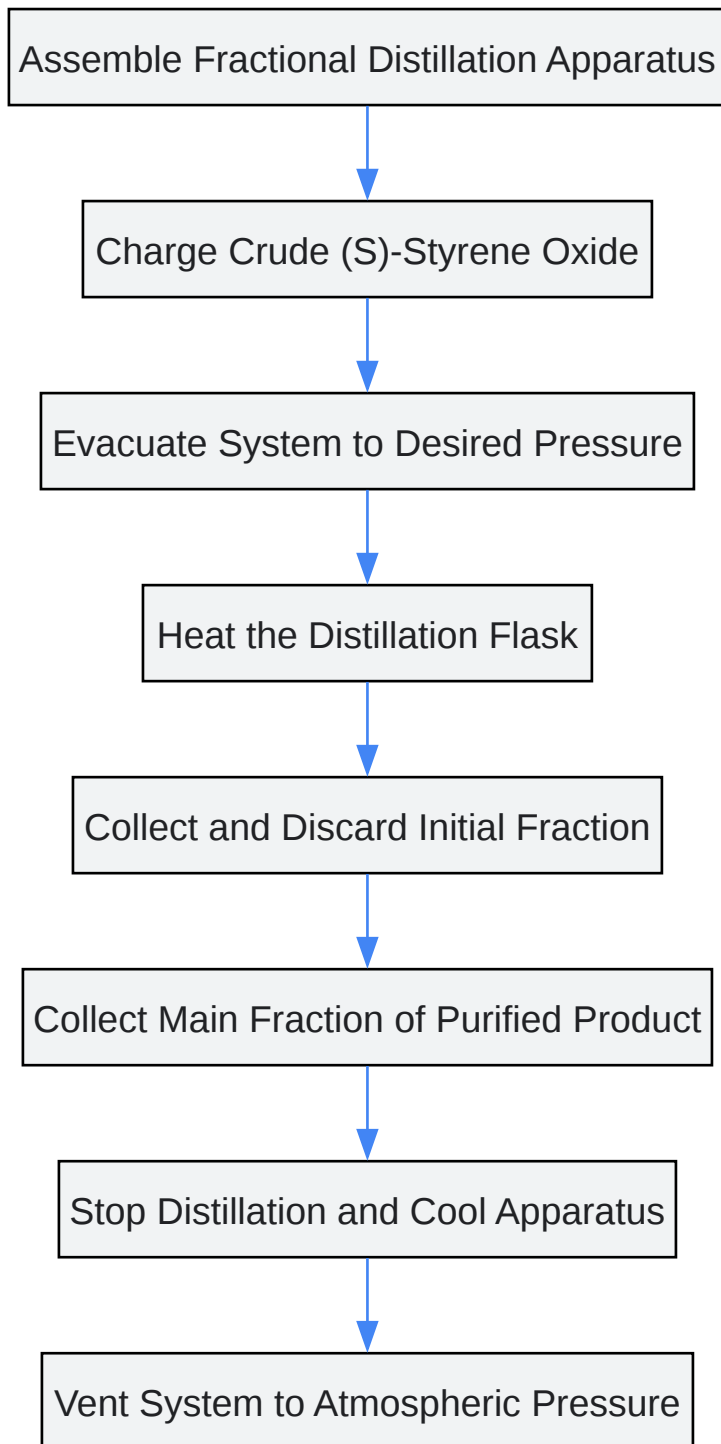 Assemble Fractional Distillation Apparatus
Charge Crude (S)-Styrene Oxide
Evacuate System to Desired Pressure
Heat the Distillation Flask
Collect and Discard Initial Fraction
Collect Main Fraction of Purified Product
Stop Distillation and Cool Apparatus
Vent System to Atmospheric Pressure